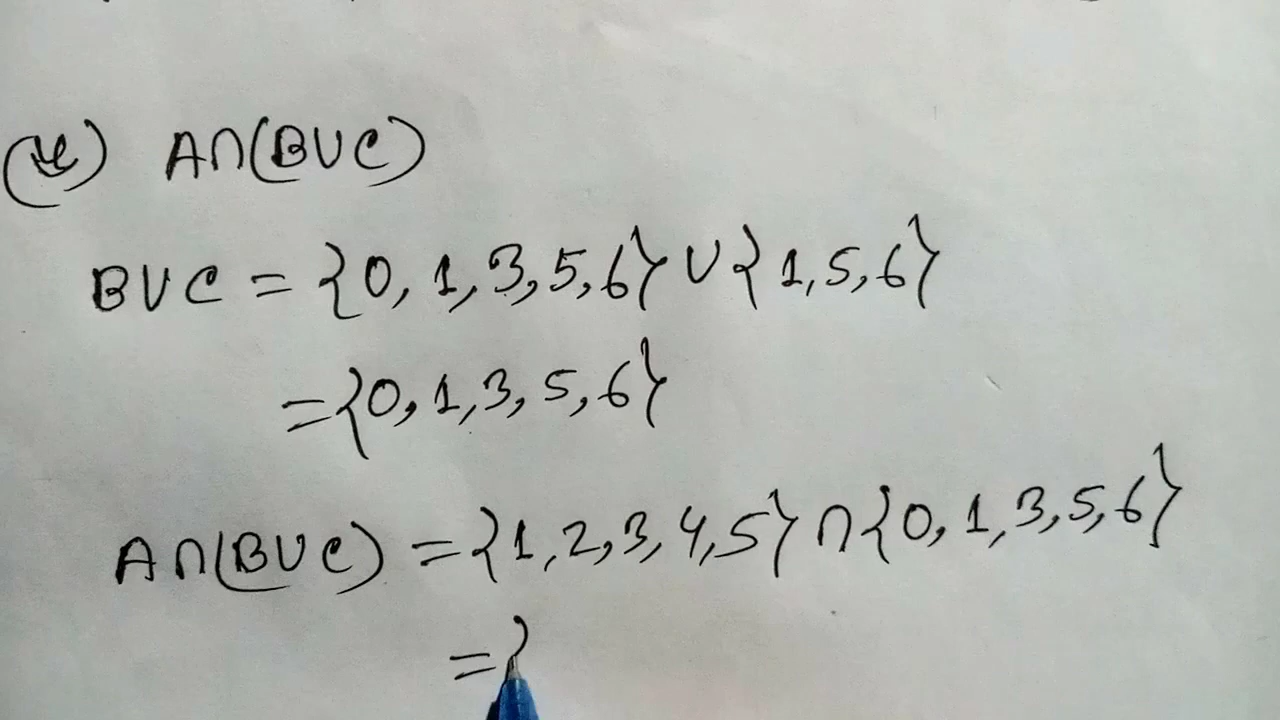 A∩(B∪C)
B∪C = {0, 1, 3, 5, 6} ∪ {1, 5, 6}
= {0, 1, 3, 5, 6}
A∩(B∪C) = {1, 2, 3, 4, 5} ∩ {0, 1, 3, 5, 6}
= {